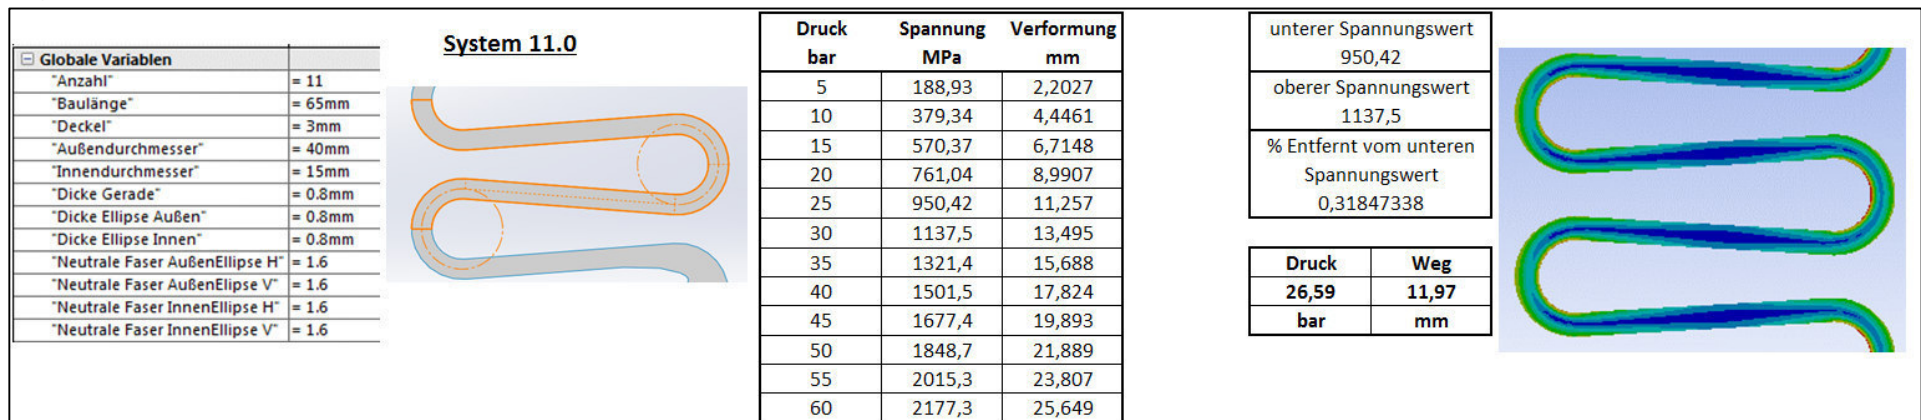 Globale Variablen
"Anzahl" = 11
"Baulänge" = 65mm
"Deckel" = 3mm
"Außendurchmesser" = 40mm
"Innendurchmesser" = 15mm
"Dicke Gerade" = 0.8mm
"Dicke Ellipse Außen" = 0.8mm
"Dicke Ellipse Innen" = 0.8mm
"Neutrale Faser AußenEllipse H" = 1.6
"Neutrale Faser AußenElipse V" = 1.6
"Neutrale Faser InnenEllipse H" = 1.6
"Neutrale Faser InnenEllipse V" = 1.6
System 11.0
Druck Spannung Verformung
bar MPa mm
5 188,93 2,2027
10 379,34 4,4461
15 570,37 6,7148
20 761,04 8,9907
25 950,42 11,257
30 1137,5 13,495
35 1321,4 15,688
40 1501,5 17,824
45 1677,4 19,893
50 1848,7 21,889
55 2015,3 23,807
60 2177,3 25,649
unterer Spannungswert
950,42
oberer Spannungswert
1137,5
% Entfernt vom unteren
Spannungswert
0,31847338
Druck Weg
26,59 11,97
bar mm